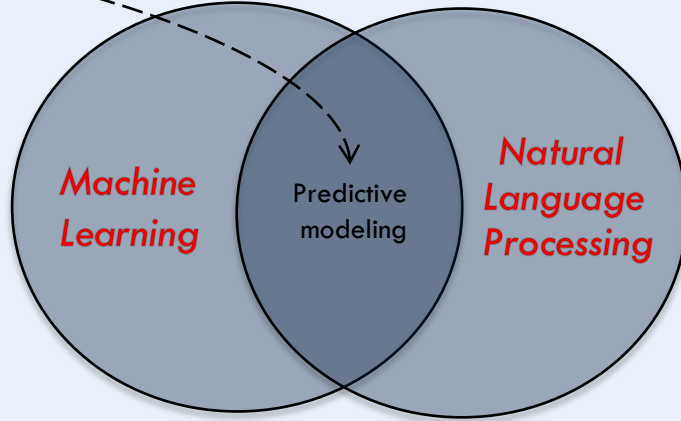 Machine
Learning
Predictive
modeling
Natural
Language
Processing